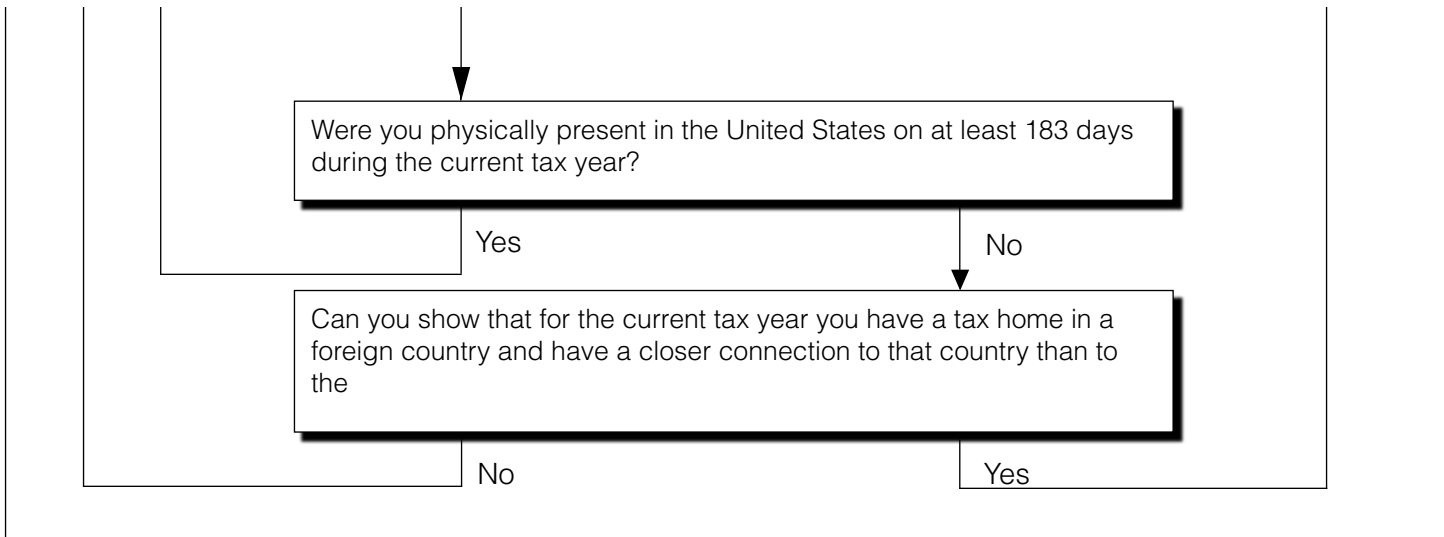 Were you physically present in the United States on at least 183 days
during the current tax year?
Yes
No
Can you show that for the current tax year you have a tax home in a
foreign country and have a closer connection to that country than to
the
No
Yes